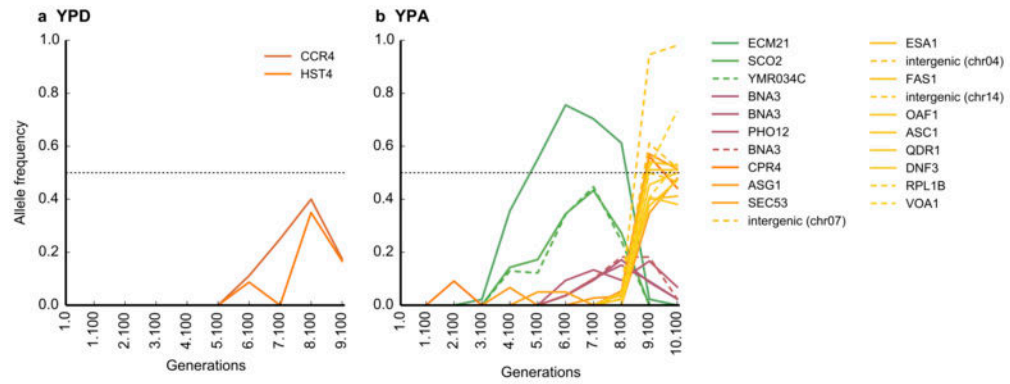 a YPD
b YPA
Allele frequency
1.0
0.8
0.6
0.4
0.2
0.0
1.0
1.100
2.100
3.100
4.100
5.100
6.100
7.100
8.100
9.100
Generations
CCR4
HST4
1.0
0.8
0.6
0.4
0.2
0.0
1.0
1.100
2.100
3.100
4.100
5.100
6.100
7.100
8.100
9.100
10.100
Generations
ECM21
SCO2
YMR034C
BNA3
BNA3
PHO12
BNA3
CPR4
ASG1
SEC53
intergenic (chr07)
ESA1
intergenic (chr04)
FAS1
intergenic (chr14)
OAF1
ASC1
QDR1
DNF3
RPL1B
VOA1